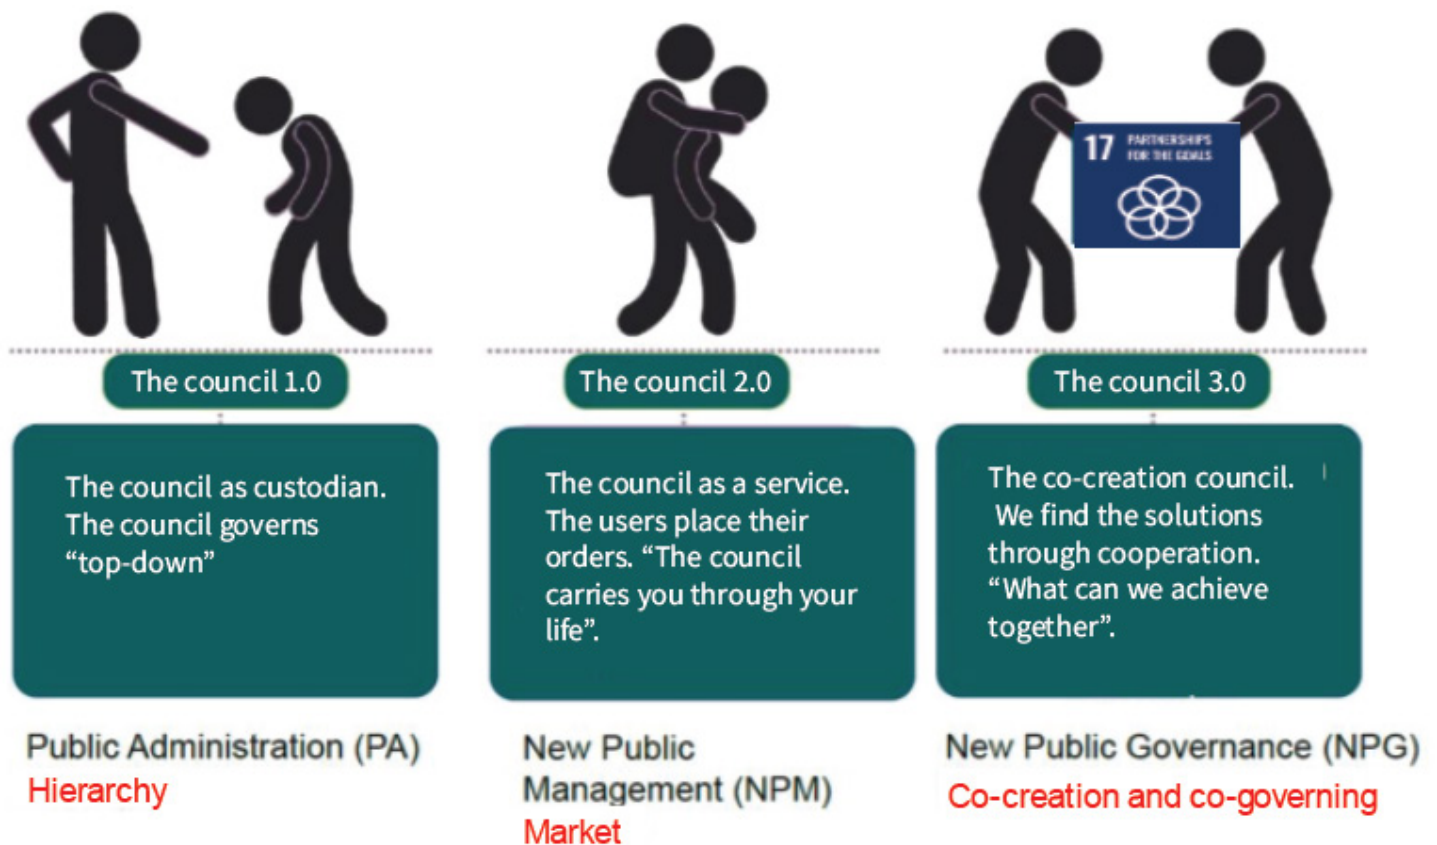 17 PARTNERSHIPS
FOR THE GOALS
The council 1.0
The council as custodian.
The council governs
“top-down”
Public Administration (PA)
Hierarchy
The council 2.0
The council as a service.
The users place their
orders. “The council
carries you through your
life”.
New Public
Management (NPM)
Market
The council 3.0
The co-creation council.
We find the solutions
through cooperation.
“What can we achieve
together”.
New Public Governance (NPG)
Co-creation and co-governing